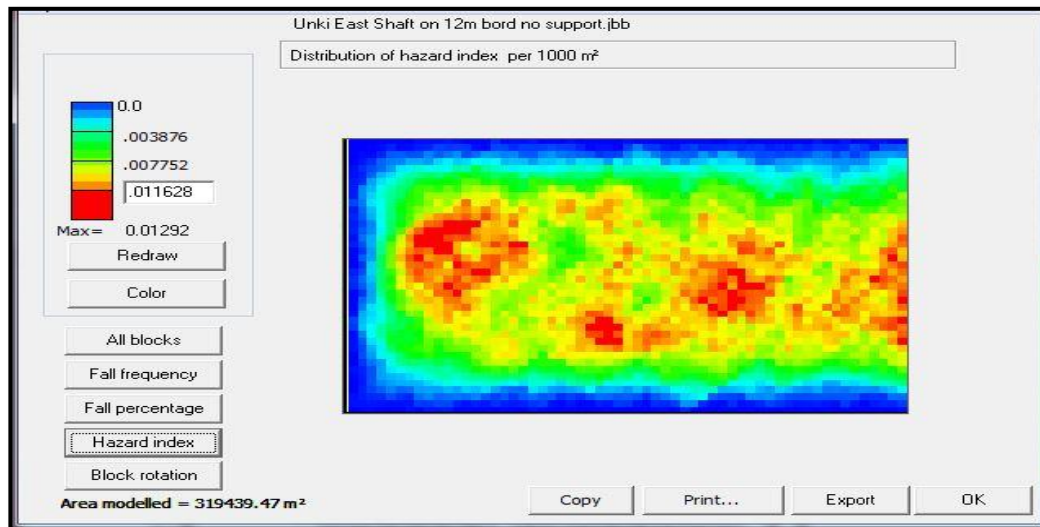 Unki East Shaft on 12m bord no support.jbb
Distribution of hazard index per 1000 m²
0.0
.003876
.007752
.011628
Max= 0.01292
Redraw
Color
All blocks
Fall frequency
Fall percentage
Hazard index
Block rotation
Area modelled = 319439.47 m²
Copy
Print...
Export
OK